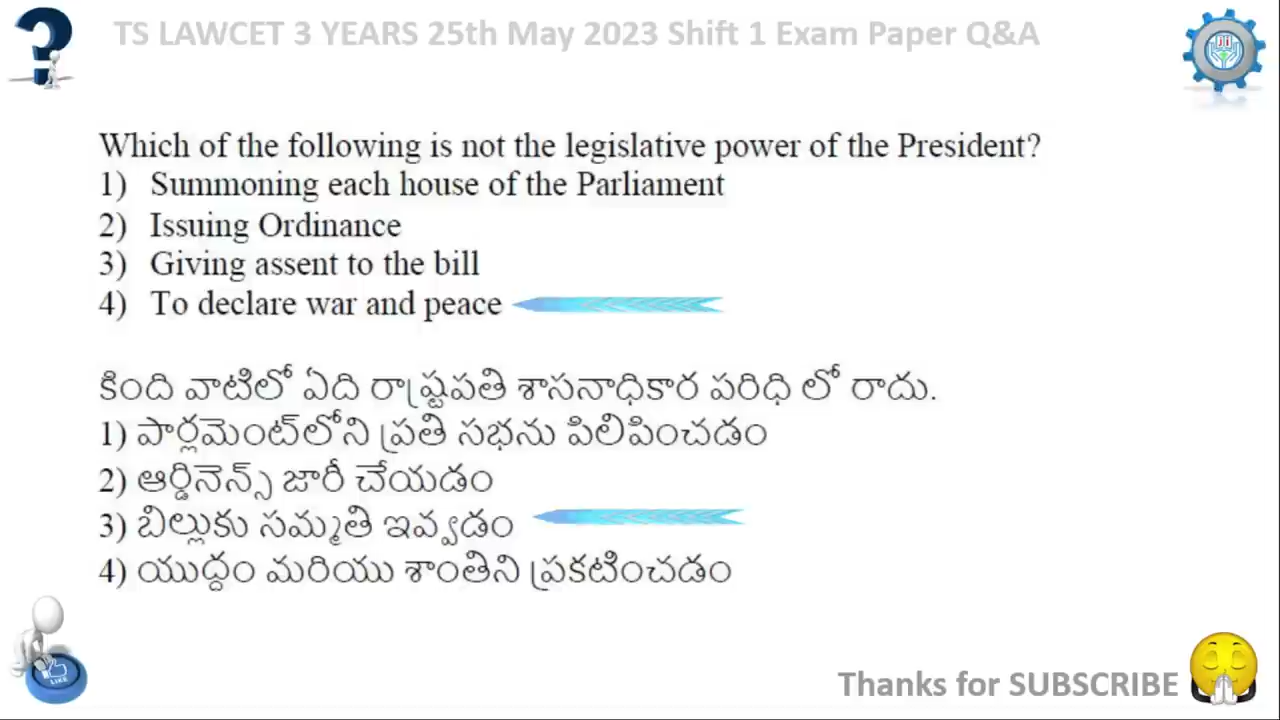 TS LAWCET 3 YEARS 25th May 2023 Shift 1 Exam Paper Q&A
Which of the following is not the legislative power of the President?
1) Summoning each house of the Parliament
2) Issuing Ordinance
3) Giving assent to the bill
4) To declare war and peace
కింది వాటిలో ఏది రాష్ట్రపతి శాసనాధికార పరిధి లో రాదు.
1) పార్లమెంట్‌లోని ప్రతి సభను పిలిపించడం
2) ఆర్డినెన్స్ జారీ చేయడం
3) బిల్లుకు సమ్మతి ఇవ్వడం
4) యుద్ధం మరియు శాంతిని ప్రకటించడం
LIKE
Thanks for SUBSCRIBE